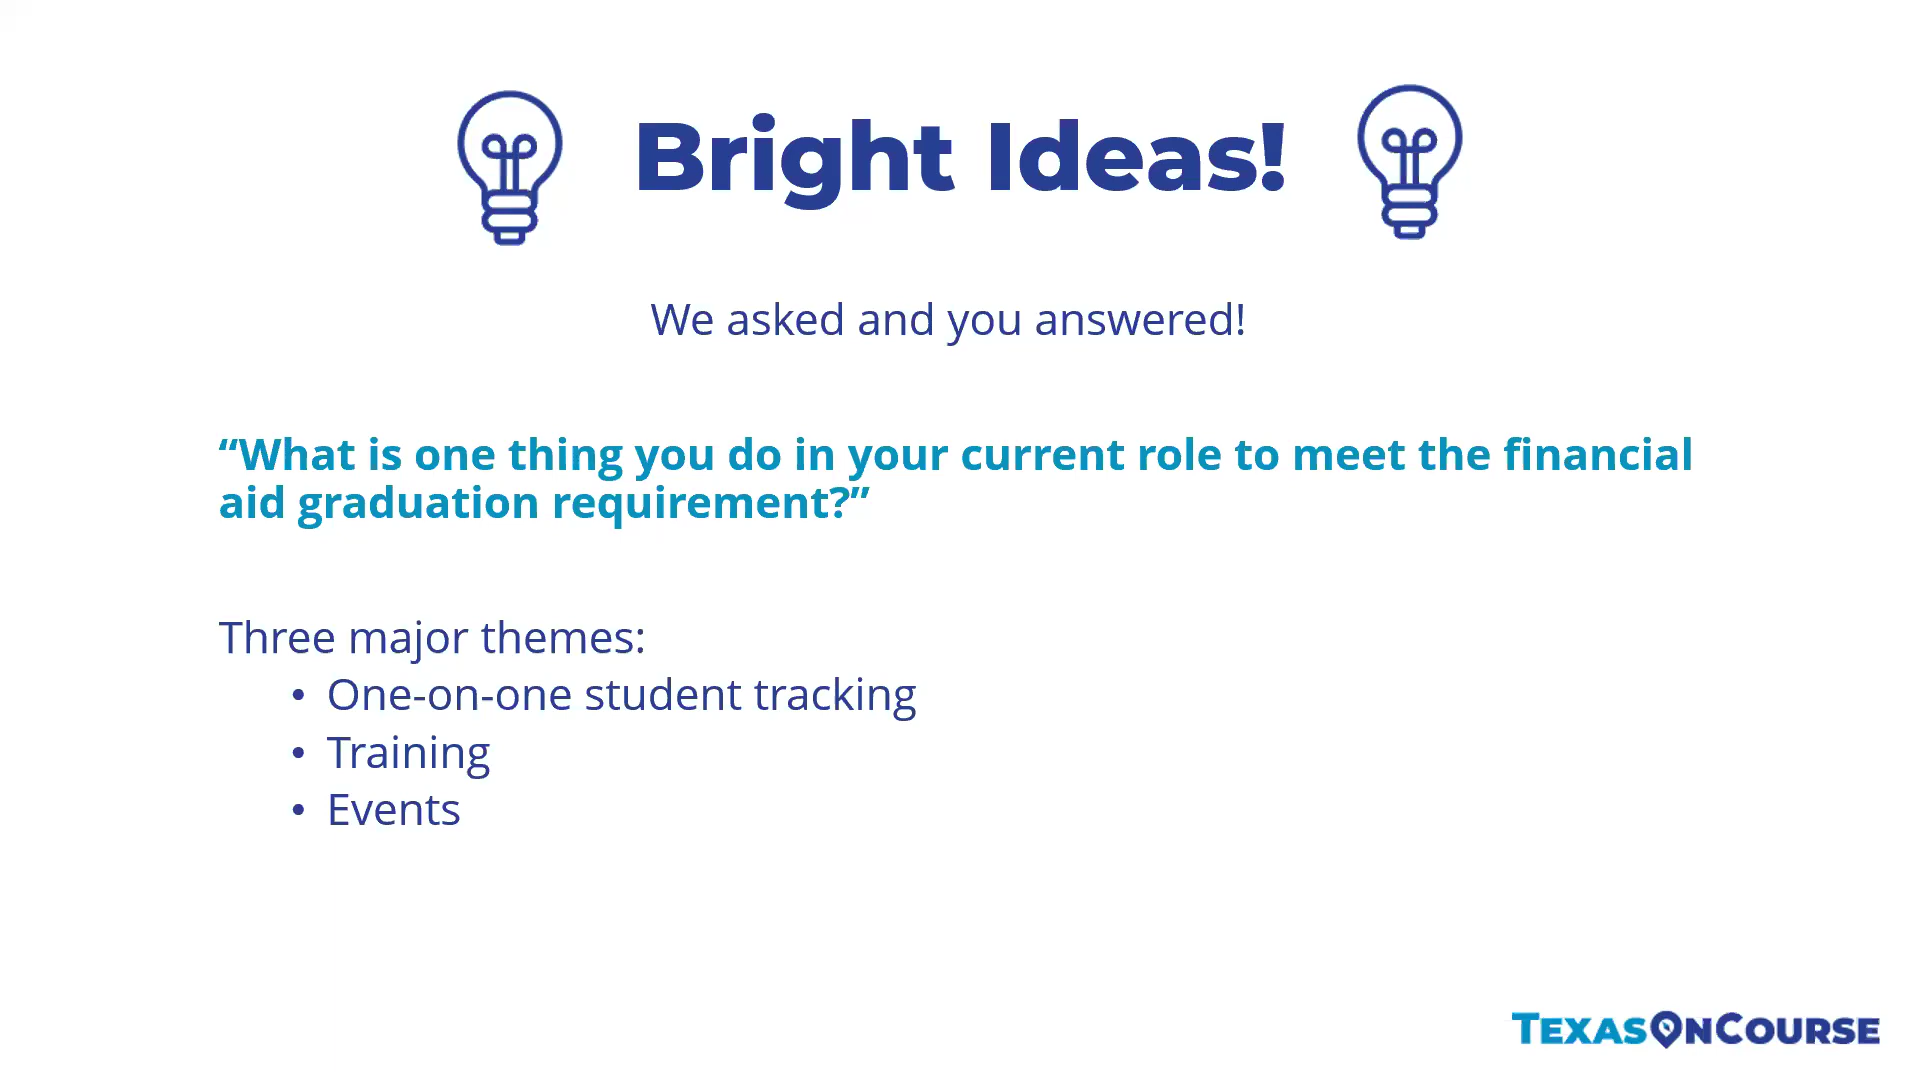 Bright Ideas!
We asked and you answered!
“What is one thing you do in your current role to meet the financial
aid graduation requirement?”
Three major themes:
• One-on-one student tracking
• Training
• Events
TEXASONCOURSE